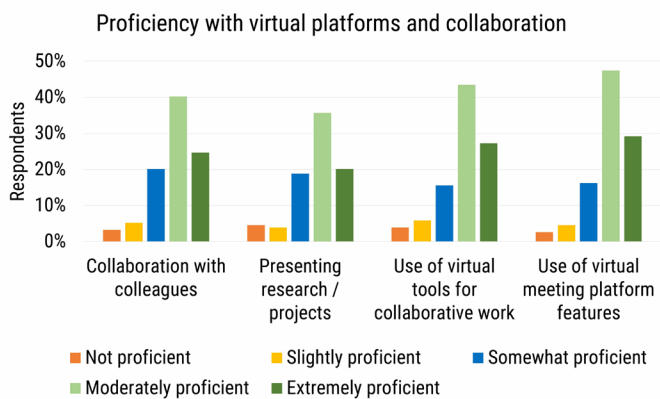 Proficiency with virtual platforms and collaboration
Respondents
50%
40%
30%
20%
10%
0%
Collaboration with
colleagues
Presenting
research /
projects
Use of virtual
tools for
collaborative work
Use of virtual
meeting platform
features
Not proficient
Slightly proficient
Somewhat proficient
Moderately proficient
Extremely proficient